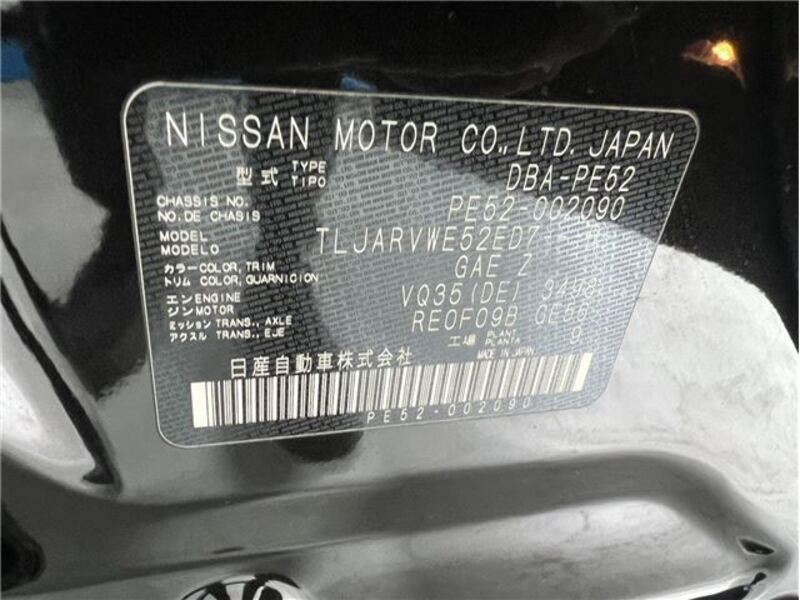 NISSAN MOTOR CO.,LTD. JAPAN
型式 TYPE TIPO DBA-PE52
CHASSIS NO. NO. DE CHASIS PE52-002090
MODEL MODELO TLJARVWE52ED7
カラー COLOR, TRIM トリム COLOR, GUARNICION GAE Z
エンジン ENGINE MOTOR VQ35(DE) 3498
ミッション TRANS., AXLE アクスル TRANS., EJE RE0F09B GE56
工場 PLANT PLANTA 9
日産自動車株式会社 MADE IN JAPAN
PE52-002090